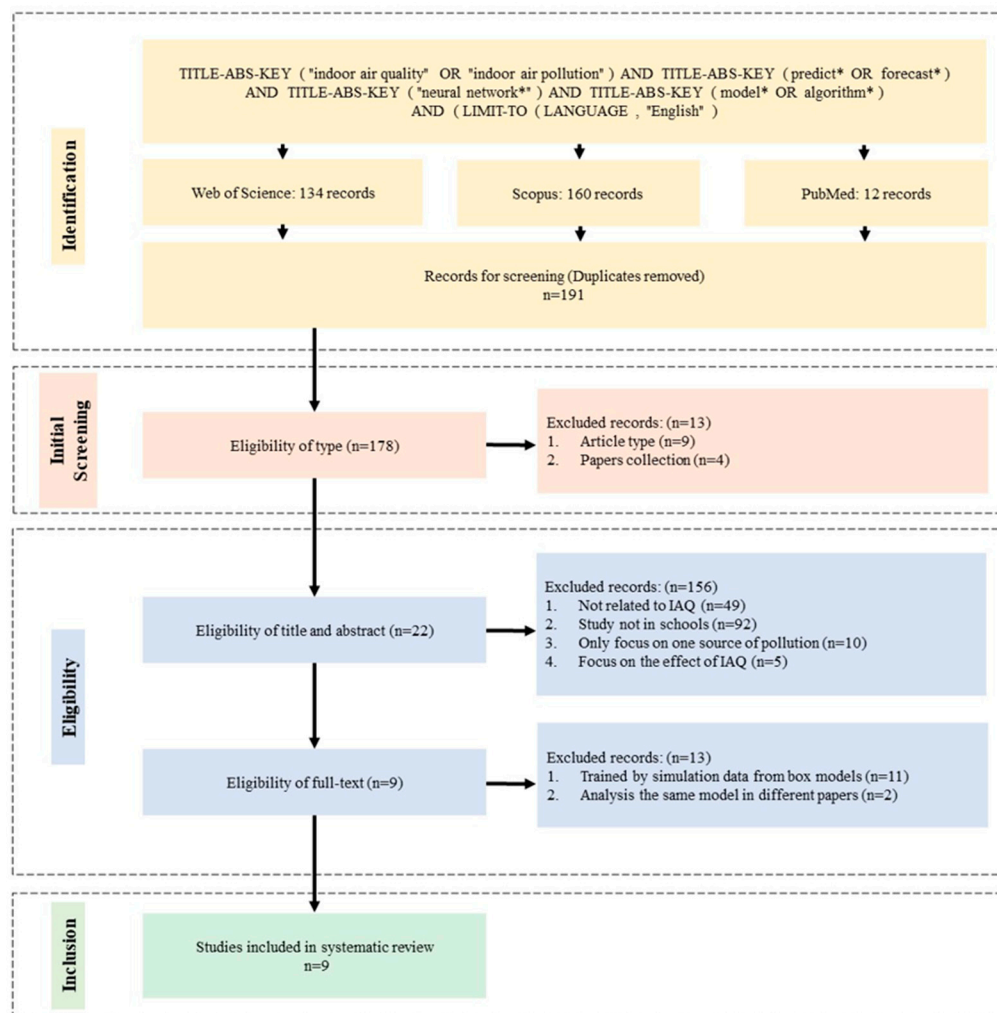 Identification
TITLE-ABS-KEY ("indoor air quality" OR "indoor air pollution") AND TITLE-ABS-KEY (predict* OR forecast*)
AND TITLE-ABS-KEY ("neural network*") AND TITLE-ABS-KEY (model* OR algorithm*)
AND (LIMIT-TO (LANGUAGE , "English" )
Web of Science: 134 records
Scopus: 160 records
PubMed: 12 records
Records for screening (Duplicates removed)
n=191
Initial
Screening
Eligibility of type (n=178)
Excluded records: (n=13)
1. Article type (n=9)
2. Papers collection (n=4)
Eligibility
Eligibility of title and abstract (n=22)
Excluded records: (n=156)
1. Not related to IAQ (n=49)
2. Study not in schools (n=92)
3. Only focus on one source of pollution (n=10)
4. Focus on the effect of IAQ (n=5)
Eligibility of full-text (n=9)
Excluded records: (n=13)
1. Trained by simulation data from box models (n=11)
2. Analysis the same model in different papers (n=2)
Inclusion
Studies included in systematic review
n=9